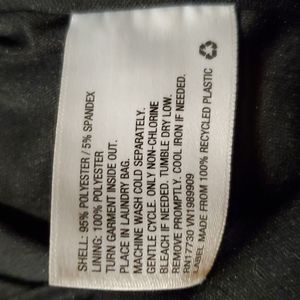 SHELL: 95% POLYESTER / 5% SPANDEX
LINING: 100% POLYESTER
TURN GARMENT INSIDE OUT.
PLACE IN LAUNDRY BAG.
MACHINE WASH COLD SEPARATELY.
GENTLE CYCLE. ONLY NON-CHLORINE
BLEACH IF NEEDED. TUMBLE DRY LOW.
REMOVE PROMPTLY. COOL IRON IF NEEDED.
RN17730 VN1989909
LABEL MADE FROM 100% RECYCLED PLASTIC